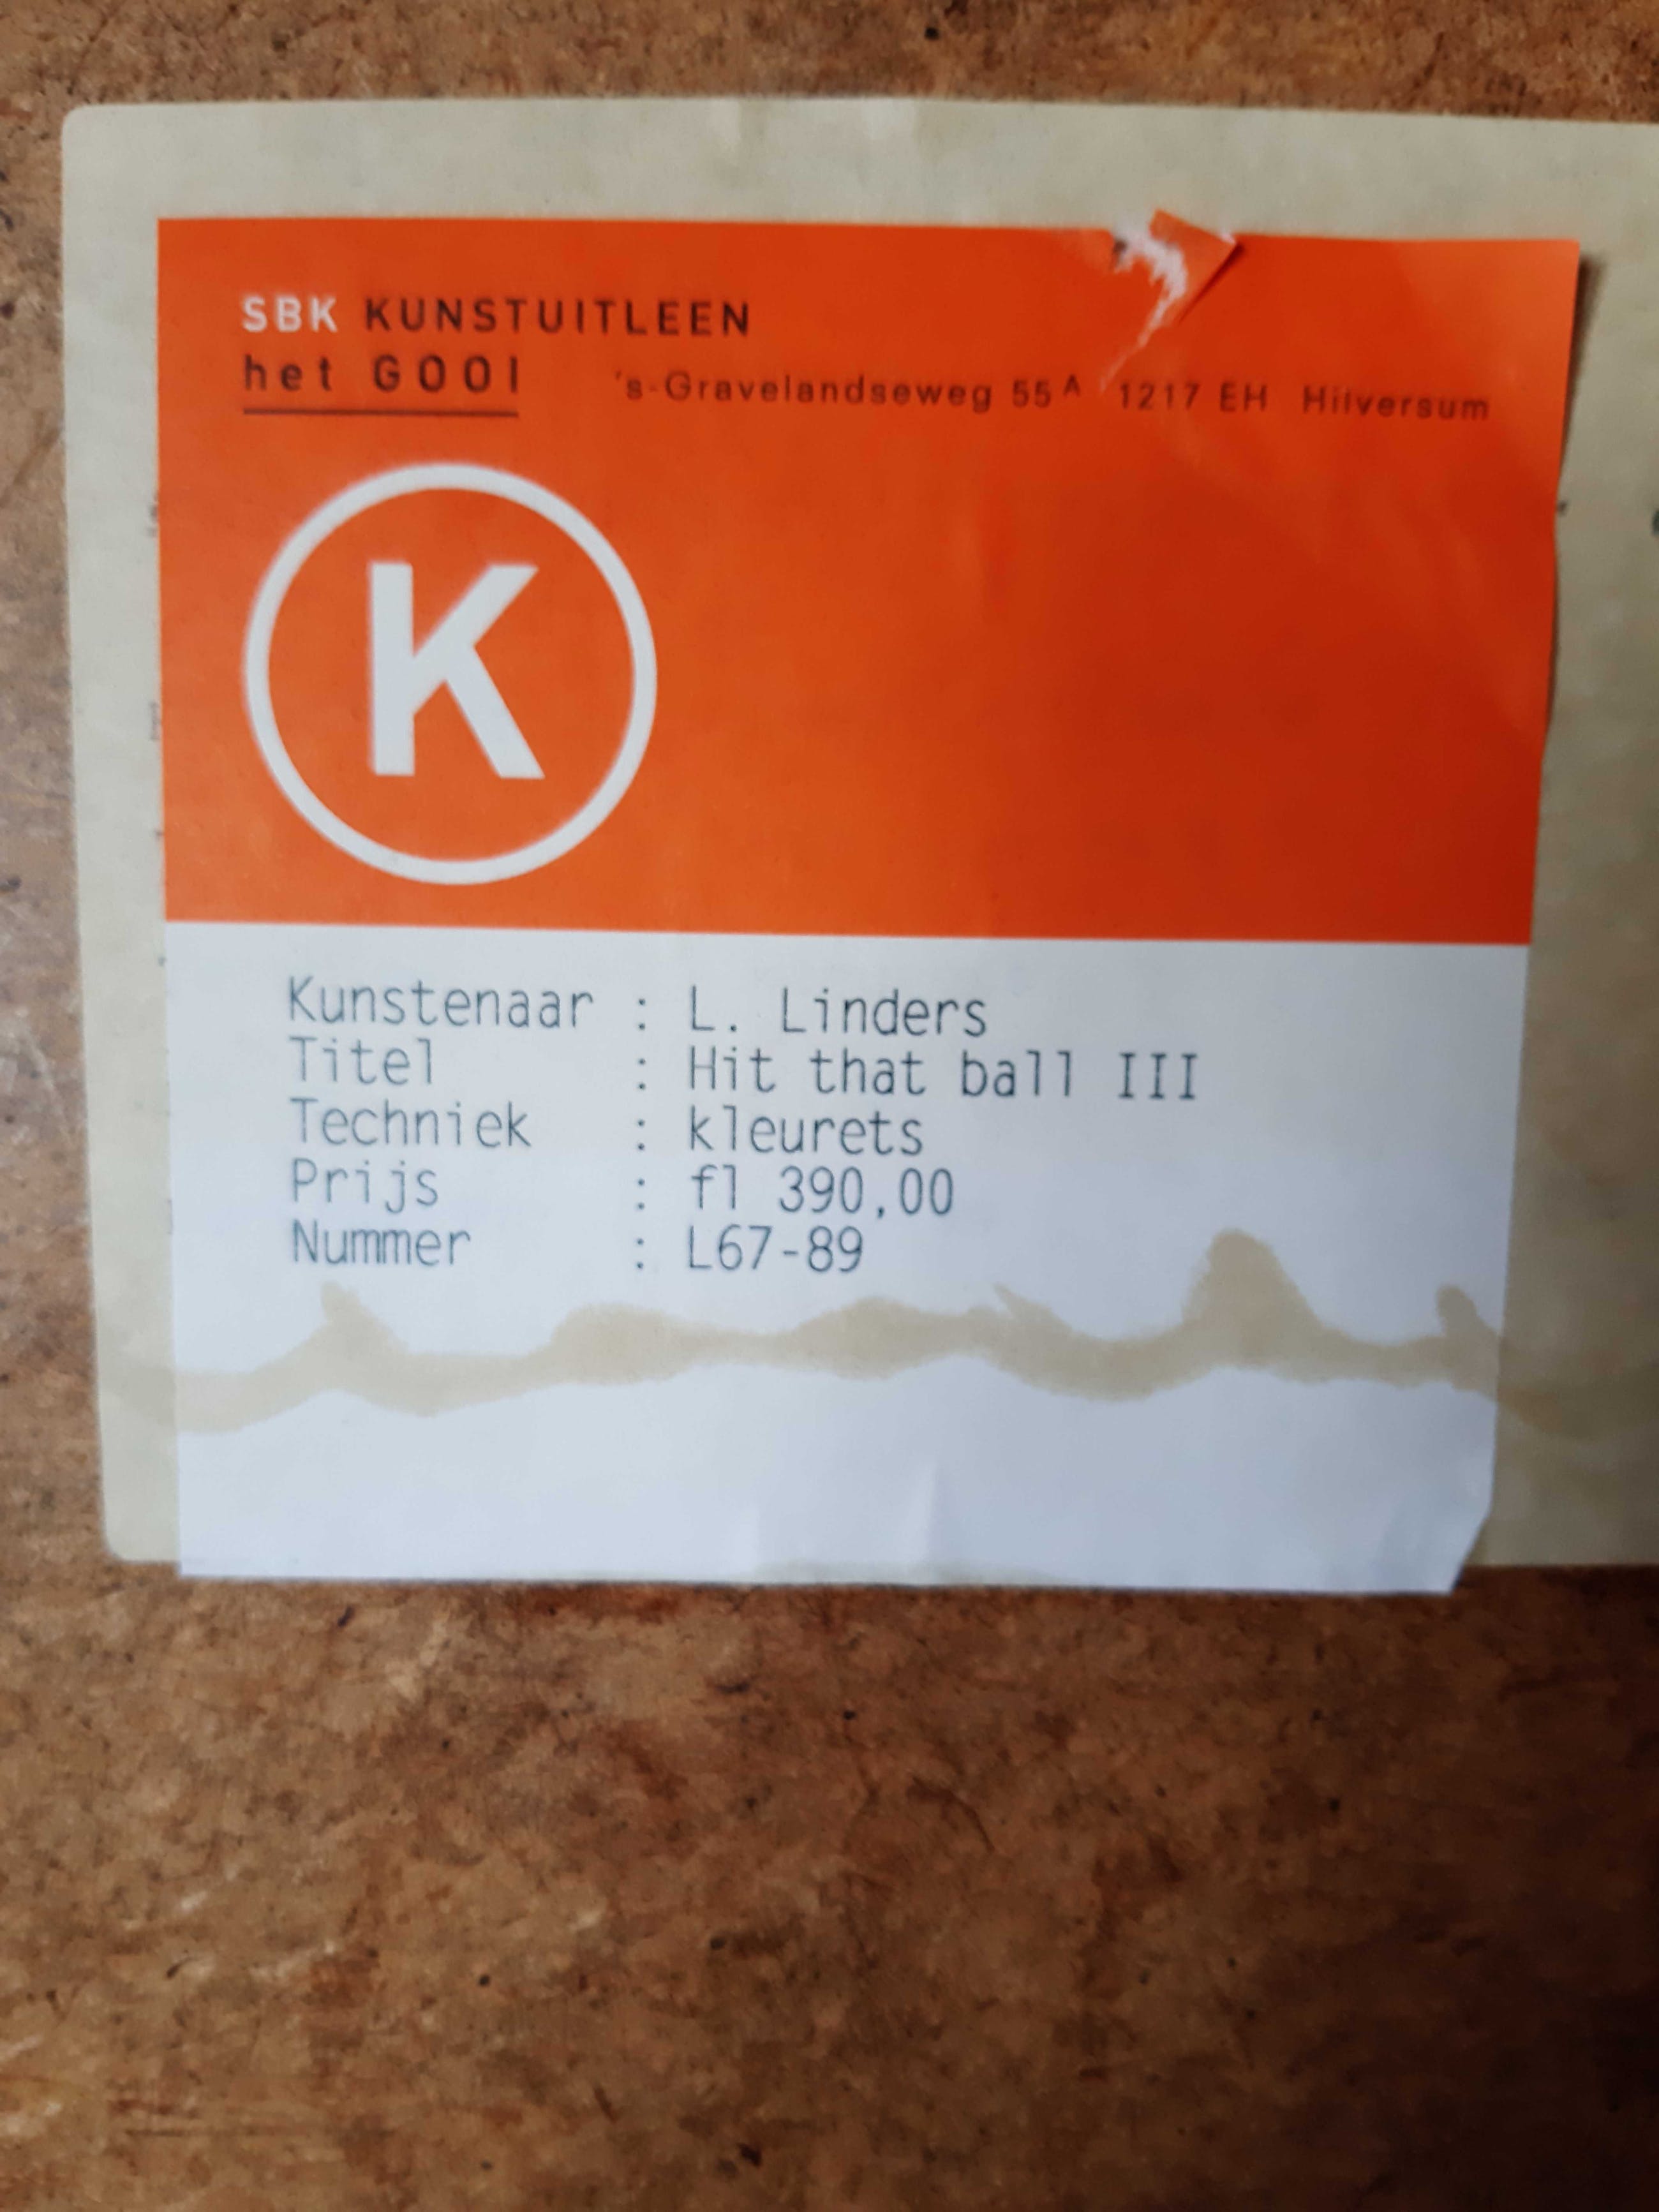 SBK KUNSTUITLEEN
het GOOI 's-Gravelandseweg 55 A 1217 EH Hilversum
K
Kunstenaar : L. Linders
Titel : Hit that ball III
Techniek : kleurets
Prijs : fl 390,00
Nummer : L67-89